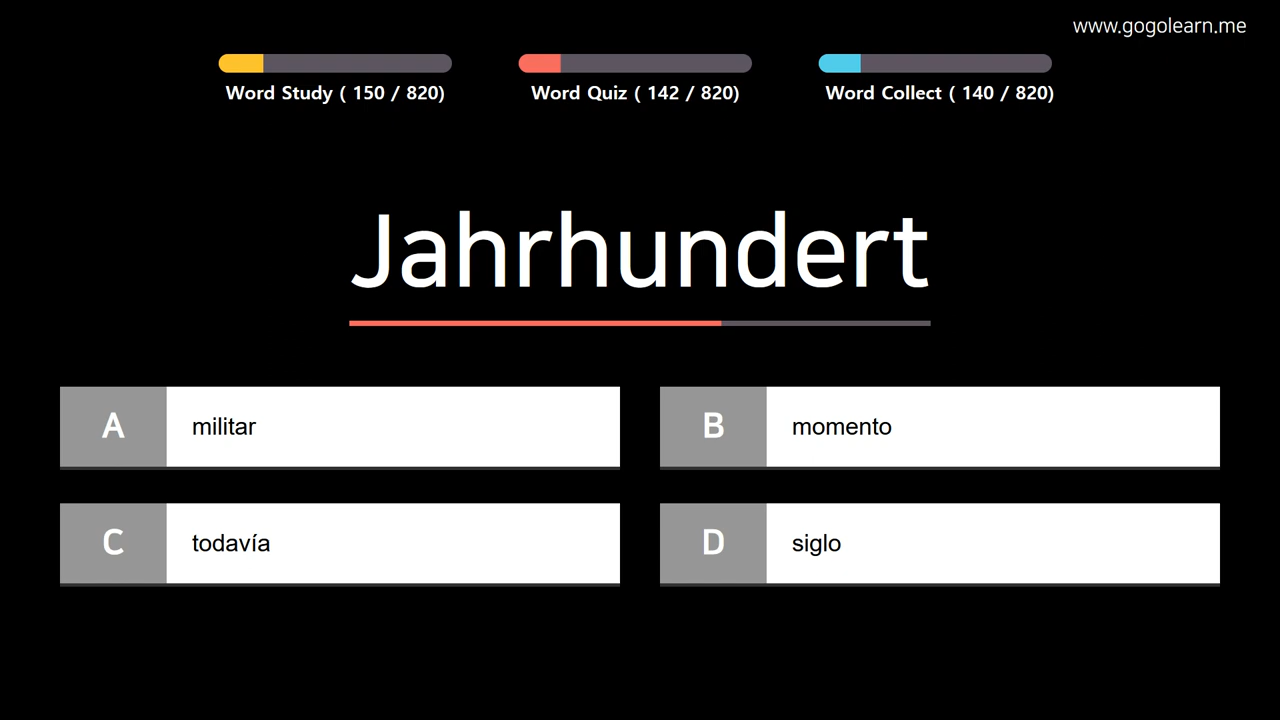 www.gogolearn.me
Word Study ( 150 / 820)
Word Quiz ( 142 / 820)
Word Collect ( 140 / 820)
Jahrhundert
A militar
B momento
C todavía
D siglo